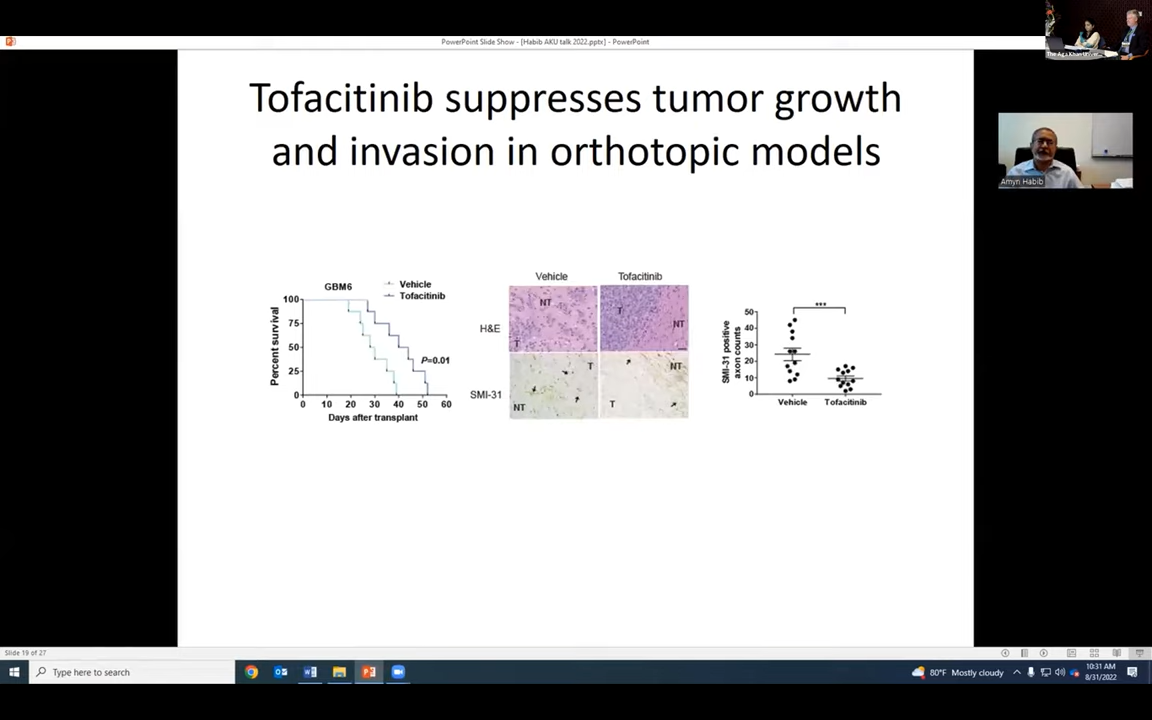 PowerPoint Slide Show - [Habib AKU talk 2022.pptx] - PowerPoint
Tofacitinib suppresses tumor growth
and invasion in orthotopic models
GBM6
Vehicle
Tofacitinib
100
75
50
25
0
Percent survival
P=0.01
0 10 20 30 40 50 60
Days after transplant
Vehicle Tofacitinib
H&E
NT
T
T
NT
SMI-31
T
NT
NT
T
***
50
40
30
20
10
0
SMI-31 positive
axon counts
Vehicle Tofacitinib
Amyn Habib
Slide 19 of 27
Type here to search
80°F Mostly cloudy
10:31 AM
8/31/2022